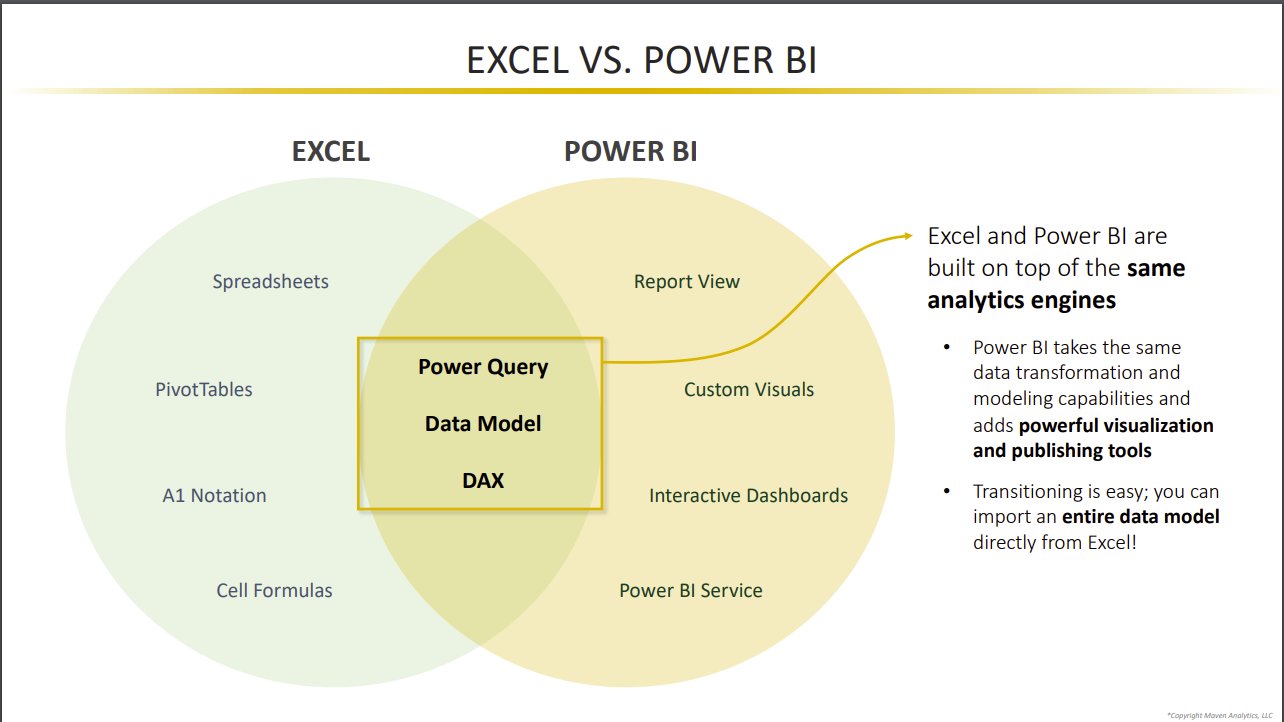 EXCEL VS. POWER BI
EXCEL
POWER BI
Spreadsheets
PivotTables
A1 Notation
Cell Formulas
Power Query
Data Model
DAX
Report View
Custom Visuals
Interactive Dashboards
Power BI Service
Excel and Power BI are
built on top of the same
analytics engines
• Power BI takes the same
data transformation and
modeling capabilities and
adds powerful visualization
and publishing tools
• Transitioning is easy; you can
import an entire data model
directly from Excel!
*Copyright Maven Analytics, LLC